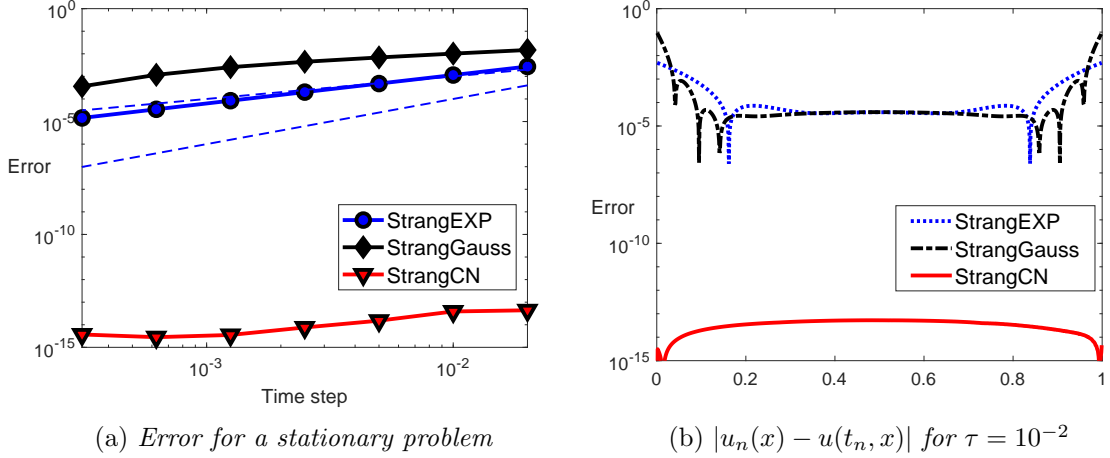 10^0
10^-5
Error
10^-10
10^-15
StrangEXP
StrangGauss
StrangCN
10^-3
10^-2
Time step
(a) Error for a stationary problem
10^0
10^-5
Error
10^-10
10^-15
StrangEXP
StrangGauss
StrangCN
0
0.2
0.4
0.6
0.8
1
(b) |u_n(x) − u(t_n, x)| for τ = 10^-2